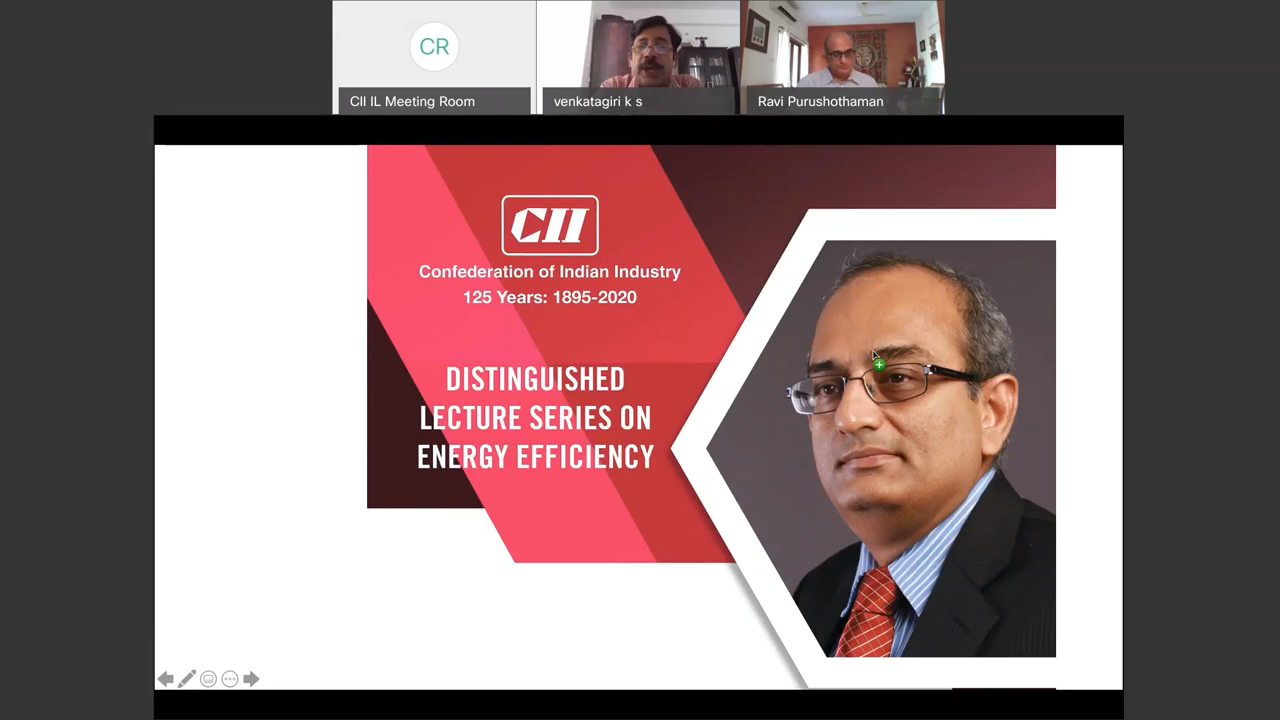 CR
CII IL Meeting Room
venkatagiri k s
Ravi Purushothaman
CII
Confederation of Indian Industry
125 Years: 1895-2020
DISTINGUISHED
LECTURE SERIES ON
ENERGY EFFICIENCY